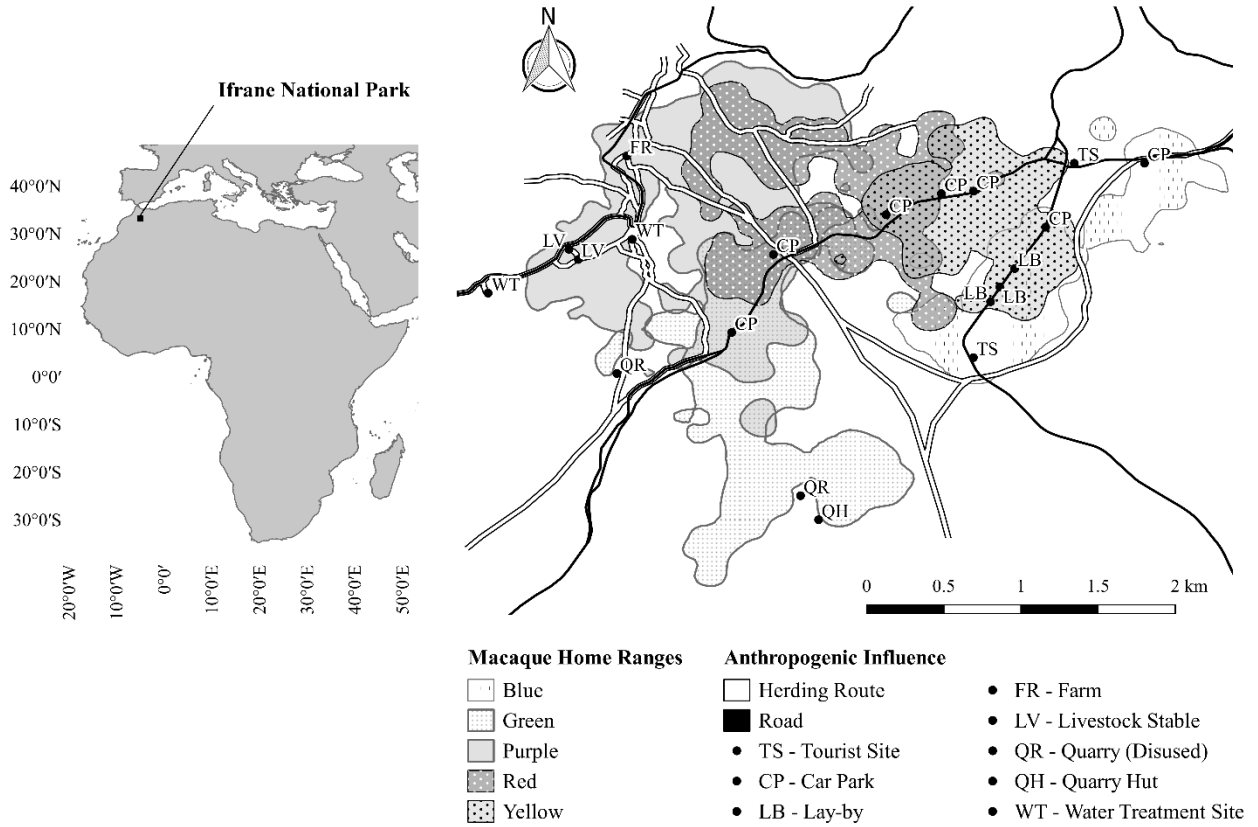 Ifrane National Park
40°0'N
30°0'N
20°0'N
10°0'N
0°0'
10°0'S
20°0'S
30°0'S
20°0'W
10°0'W
0°0'
10°0'E
20°0'E
30°0'E
40°0'E
50°0'E
N
FR
TS
CP
CP
CP
CP
CP
WT
LV
LV
CP
LB
WT
LB
LB
CP
TS
QR
QR
QH
0 0.5 1 1.5 2 km
Macaque Home Ranges
Blue
Green
Purple
Red
Yellow
Anthropogenic Influence
Herding Route
Road
TS - Tourist Site
CP - Car Park
LB - Lay-by
FR - Farm
LV - Livestock Stable
QR - Quarry (Disused)
QH - Quarry Hut
WT - Water Treatment Site